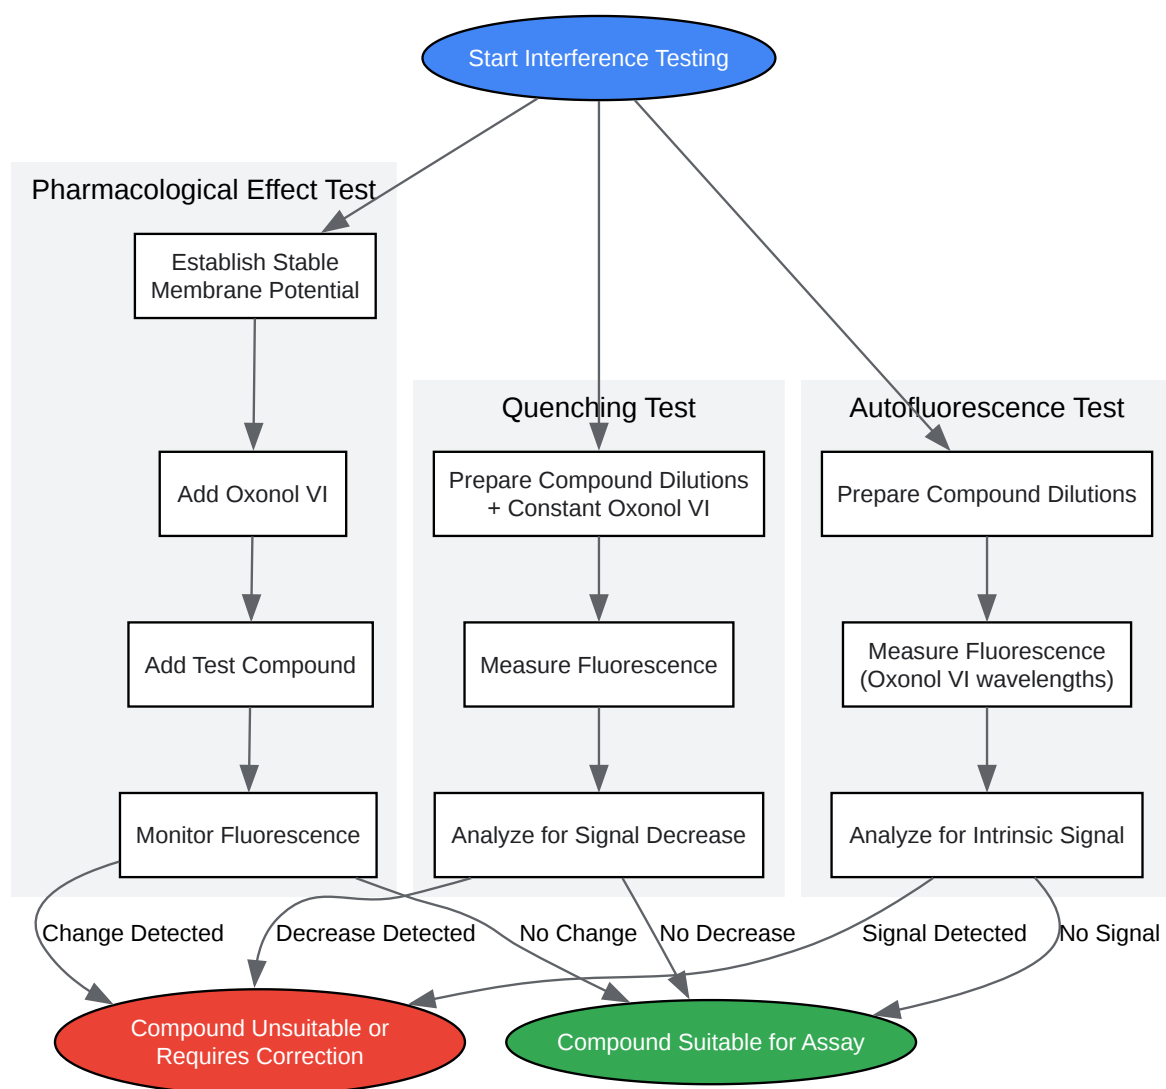 Start Interference Testing
Pharmacological Effect Test
Establish Stable
Membrane Potential
Add Oxonol VI
Add Test Compound
Monitor Fluorescence
Quenching Test
Prepare Compound Dilutions
+ Constant Oxonol VI
Measure Fluorescence
Analyze for Signal Decrease
Autofluorescence Test
Prepare Compound Dilutions
Measure Fluorescence
(Oxonol VI wavelengths)
Analyze for Intrinsic Signal
Change Detected
Decrease Detected
No Change
No Decrease
Signal Detected
No Signal
Compound Unsuitable or
Requires Correction
Compound Suitable for Assay